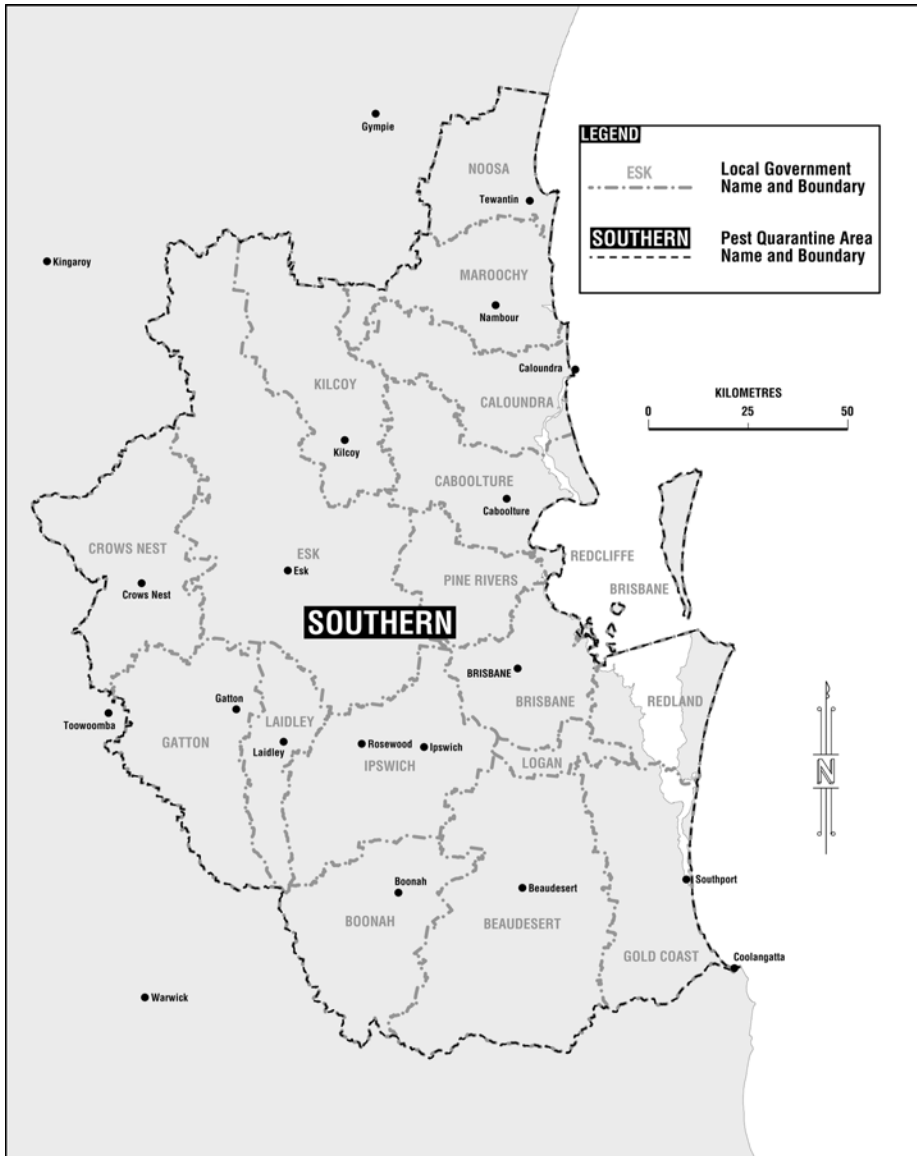 Gympie
NOOSA
Tewantin
LEGEND
ESK
Local Government
Name and Boundary
SOUTHERN
Pest Quarantine Area
Name and Boundary
Kingaroy
MAROOCHY
Nambour
Caloundra
KILCOY
CALOUNDRA
KILOMETRES
0 25 50
Kilcoy
CABOOLTURE
Caboolture
CROWS NEST
ESK
Esk
PINE RIVERS
REDCLIFFE
BRISBANE
Crows Nest
SOUTHERN
BRISBANE
BRISBANE
REDLAND
Gatton
LAIDLEY
Toowoomba
GATTON
Laidley
Rosewood
Ipswich
IPSWICH
LOGAN
N
Southport
Boonah
Beaudesert
BOONAH
BEAUDESERT
GOLD COAST
Coolangatta
Warwick